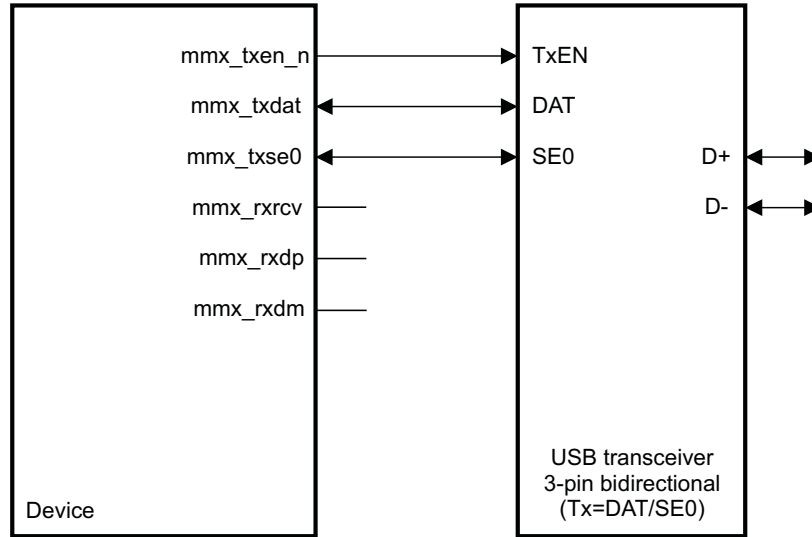 mmx_txen_n TxEN
mmx_txdat DAT
mmx_txse0 SE0 D+
mmx_rxrcv D-
mmx_rxdp
mmx_rxdm
USB transceiver
3-pin bidirectional
Device (Tx=DAT/SE0)